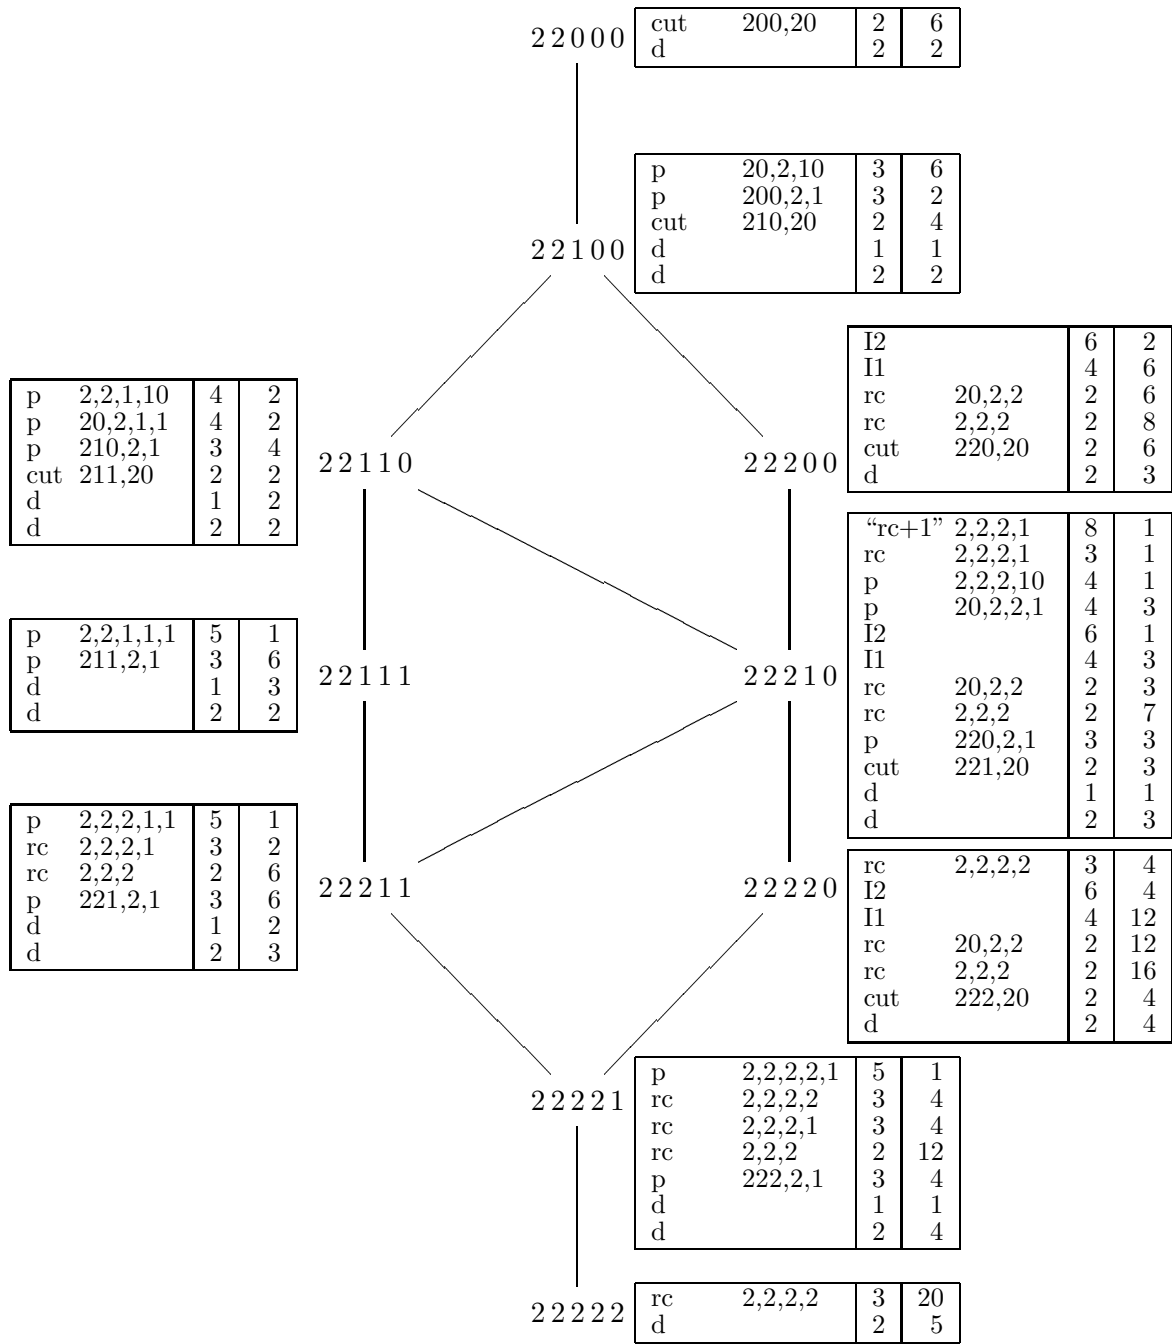 2 2 0 0 0
cut 200,20 2 6
d 2 2
p 20,2,10 3 6
p 200,2,1 3 2
cut 210,20 2 4
2 2 1 0 0
d 1 1
d 2 2
I2 6 2
I1 4 6
rc 20,2,2 2 6
rc 2,2,2 2 8
cut 220,20 2 6
d 2 3
2 2 2 0 0
p 2,2,1,10 4 2
p 20,2,1,1 4 2
p 210,2,1 3 4
cut 211,20 2 2
d 1 2
d 2 2
2 2 1 1 0
“rc+1” 2,2,2,1 8 1
rc 2,2,2,1 3 1
p 2,2,2,10 4 1
p 20,2,2,1 4 3
I2 6 1
I1 4 3
rc 20,2,2 2 3
rc 2,2,2 2 7
p 220,2,1 3 3
cut 221,20 2 3
d 1 1
d 2 3
2 2 2 1 0
p 2,2,1,1,1 5 1
p 211,2,1 3 6
d 1 3
d 2 2
2 2 1 1 1
p 2,2,2,1,1 5 1
rc 2,2,2,1 3 2
rc 2,2,2 2 6
p 221,2,1 3 6
d 1 2
d 2 3
2 2 2 1 1
2 2 2 2 0
rc 2,2,2,2 3 4
I2 6 4
I1 4 12
rc 20,2,2 2 12
rc 2,2,2 2 16
cut 222,20 2 4
d 2 4
2 2 2 2 1
p 2,2,2,2,1 5 1
rc 2,2,2,2 3 4
rc 2,2,2,1 3 4
rc 2,2,2 2 12
p 222,2,1 3 4
d 1 1
d 2 4
2 2 2 2 2
rc 2,2,2,2 3 20
d 2 5